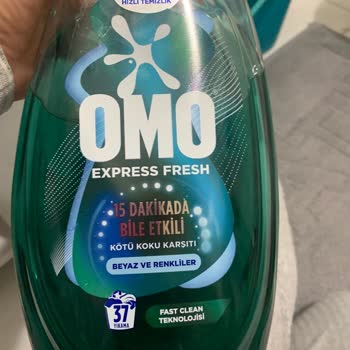 HIZLI TEMİZLİK
OMO
EXPRESS FRESH
15 DAKİKADA
BİLE ETKİLİ
KÖTÜ KOKU KARŞITI
BEYAZ VE RENKLİLER
37
YIKAMA
FAST CLEAN
TEKNOLOJİSİ